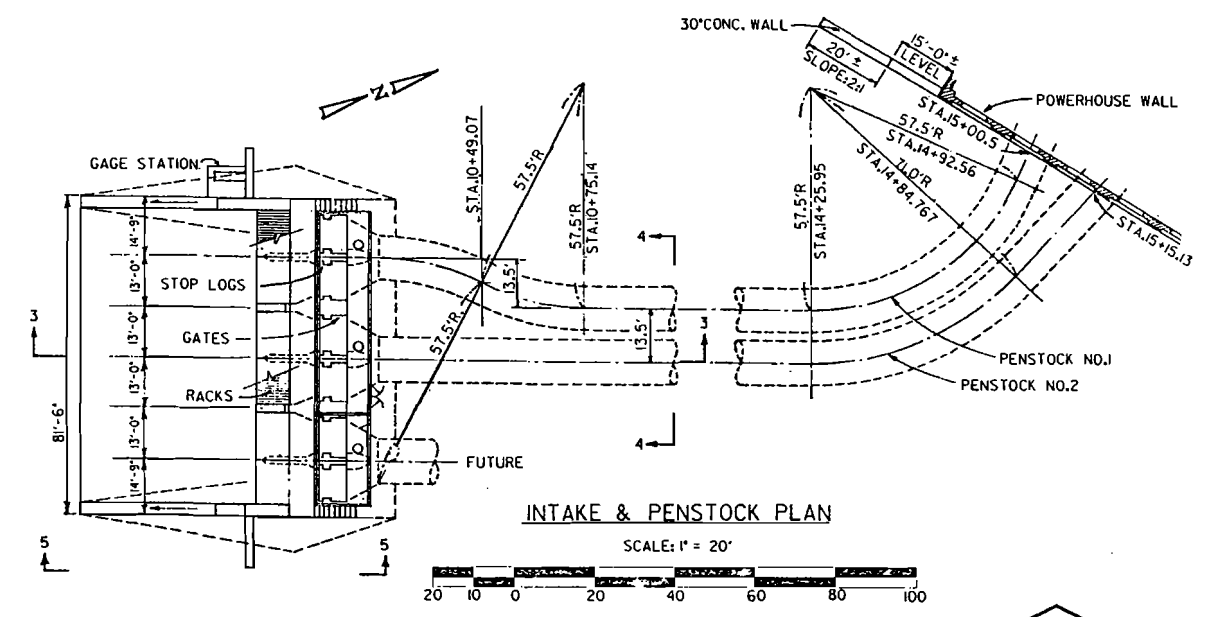 30"CONC. WALL
15'-0" ±
LEVEL
20' ±
SLOPE:2:1
POWERHOUSE WALL
N
STA.15+00.5
57.5'R
STA.14+92.56
71.0'R
STA.14+84.767
STA.15+15.13
GAGE STATION
STA.10+49.07
57.5'R
57.5'R
STA.10+75.14
57.5'R
STA.14+25.95
14'-9"
13'-0"
13'-0"
13'-0"
13'-0"
14'-9"
81'-6"
STOP LOGS
GATES
RACKS
13.5'
13.5'
57.5'R.
4
4
3
3
PENSTOCK NO.1
PENSTOCK NO.2
FUTURE
5
5
INTAKE & PENSTOCK PLAN
SCALE: 1" = 20'
20 10 0 20 40 60 80 100